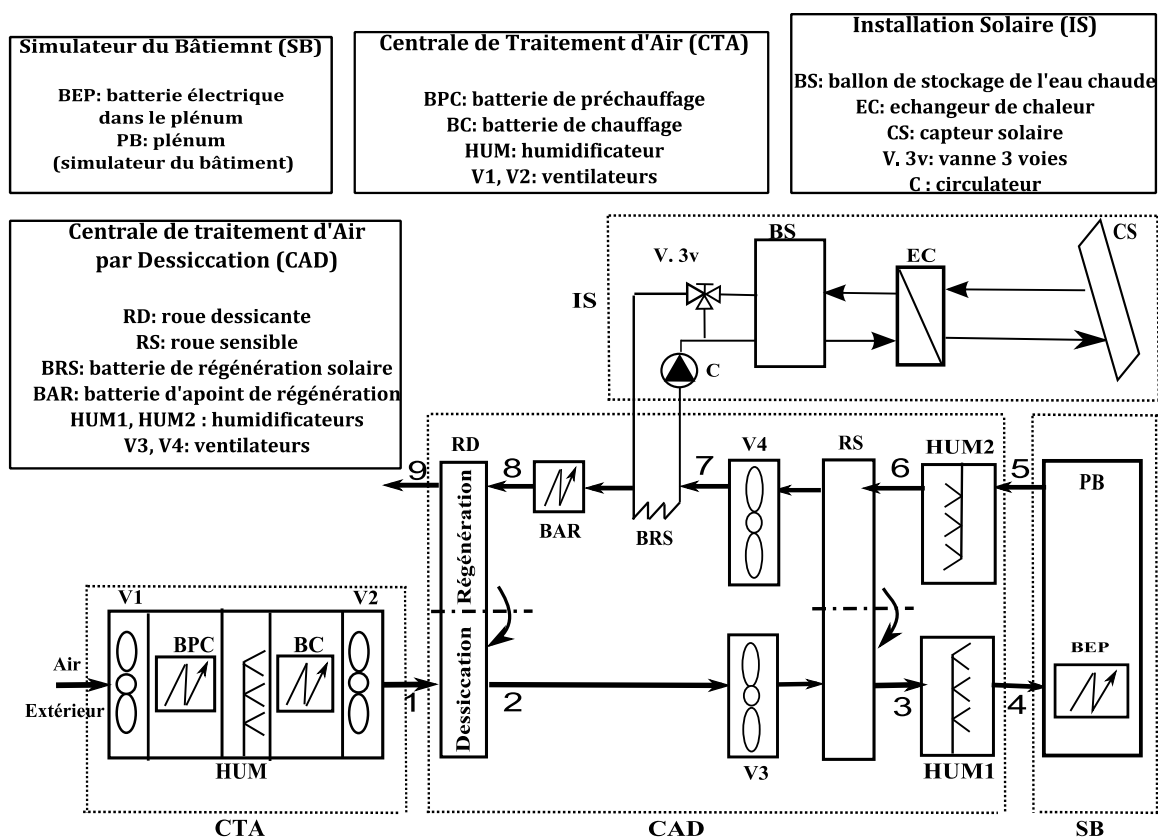 Simulateur du Bâtiemnt (SB)
BEP: batterie électrique
dans le plénum
PB: plénum
(simulateur du bâtiment)
Centrale de Traitement d'Air (CTA)
BPC: batterie de préchauffage
BC: batterie de chauffage
HUM: humidificateur
V1, V2: ventilateurs
Installation Solaire (IS)
BS: ballon de stockage de l'eau chaude
EC: echangeur de chaleur
CS: capteur solaire
V. 3v: vanne 3 voies
C : circulateur
Centrale de traitement d'Air
par Dessiccation (CAD)
RD: roue dessicante
RS: roue sensible
BRS: batterie de régénération solaire
BAR: batterie d'apoint de régénération
HUM1, HUM2 : humidificateurs
V3, V4: ventilateurs
IS
V. 3v
BS
EC
CS
C
RD
V4
RS
HUM2
9
8
7
6
5
PB
BAR
BRS
Régénération
Dessiccation
V1
V2
BPC
BC
BEP
Air
Extérieur
1
2
3
4
HUM
V3
HUM1
CTA
CAD
SB